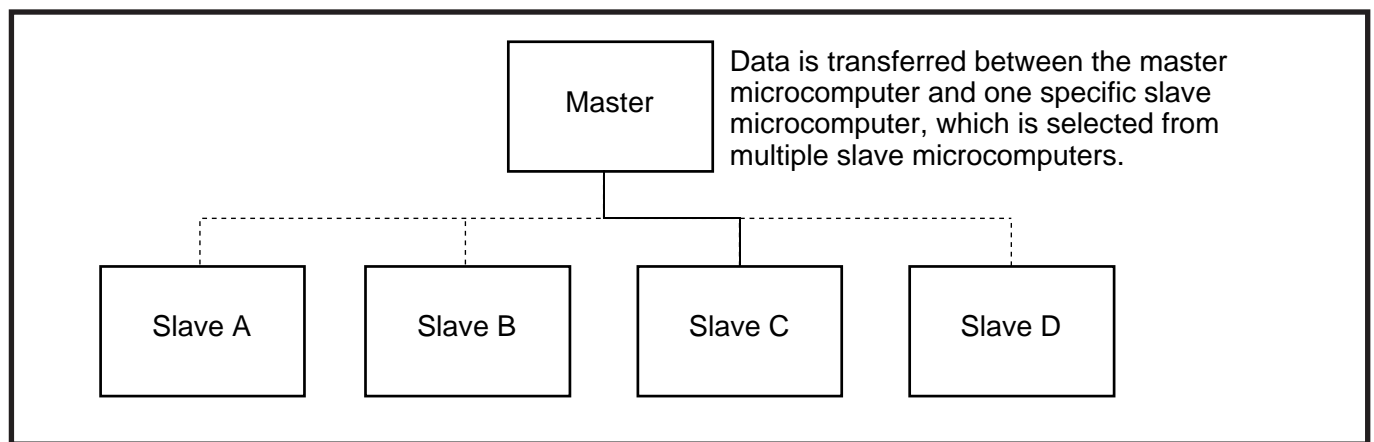 Master
Data is transferred between the master
microcomputer and one specific slave
microcomputer, which is selected from
multiple slave microcomputers.
Slave A
Slave B
Slave C
Slave D